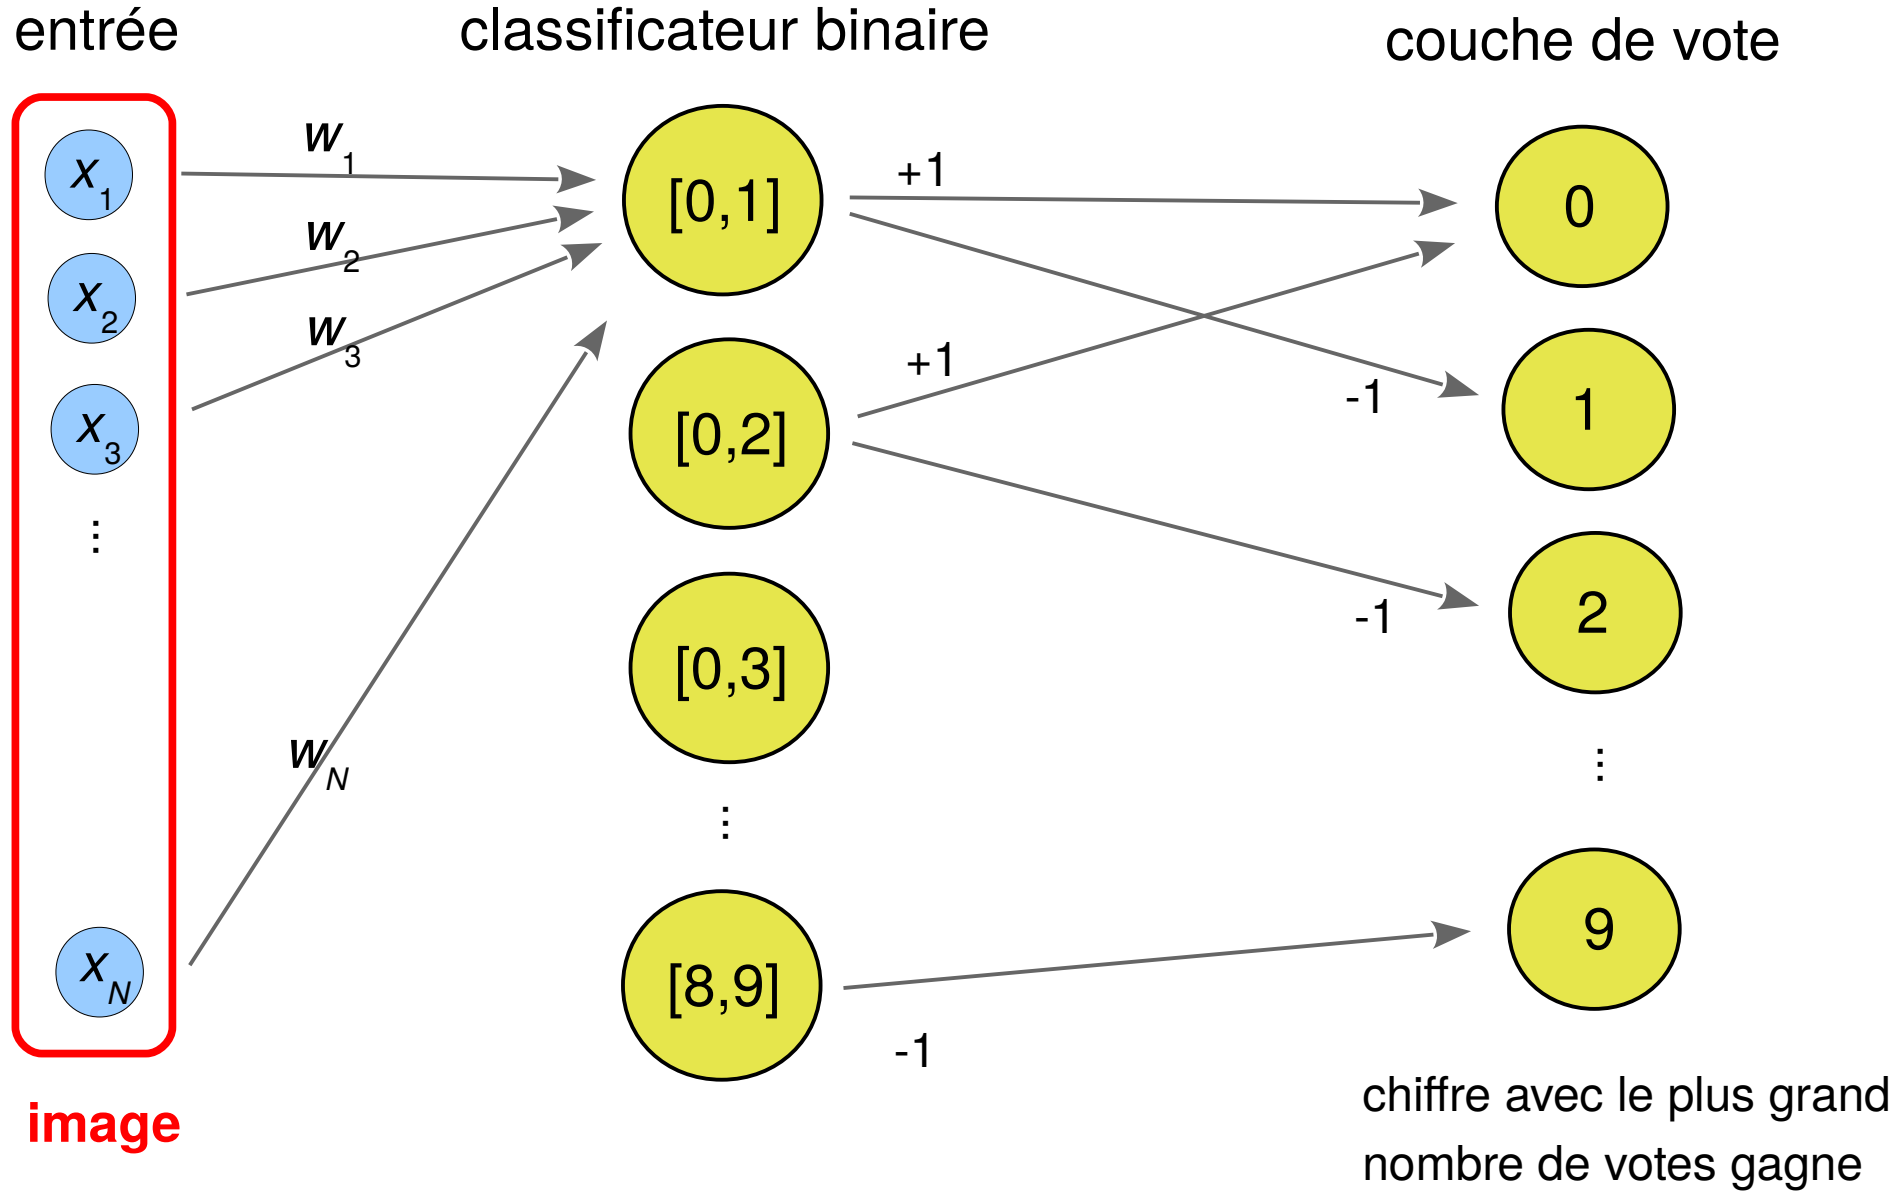 entrée
classificateur binaire
couche de vote
x1
x2
x3
...
xN
image
w1
w2
w3
wN
[0,1]
[0,2]
[0,3]
...
[8,9]
+1
-1
+1
-1
-1
0
1
2
...
9
chiffre avec le plus grand
nombre de votes gagne